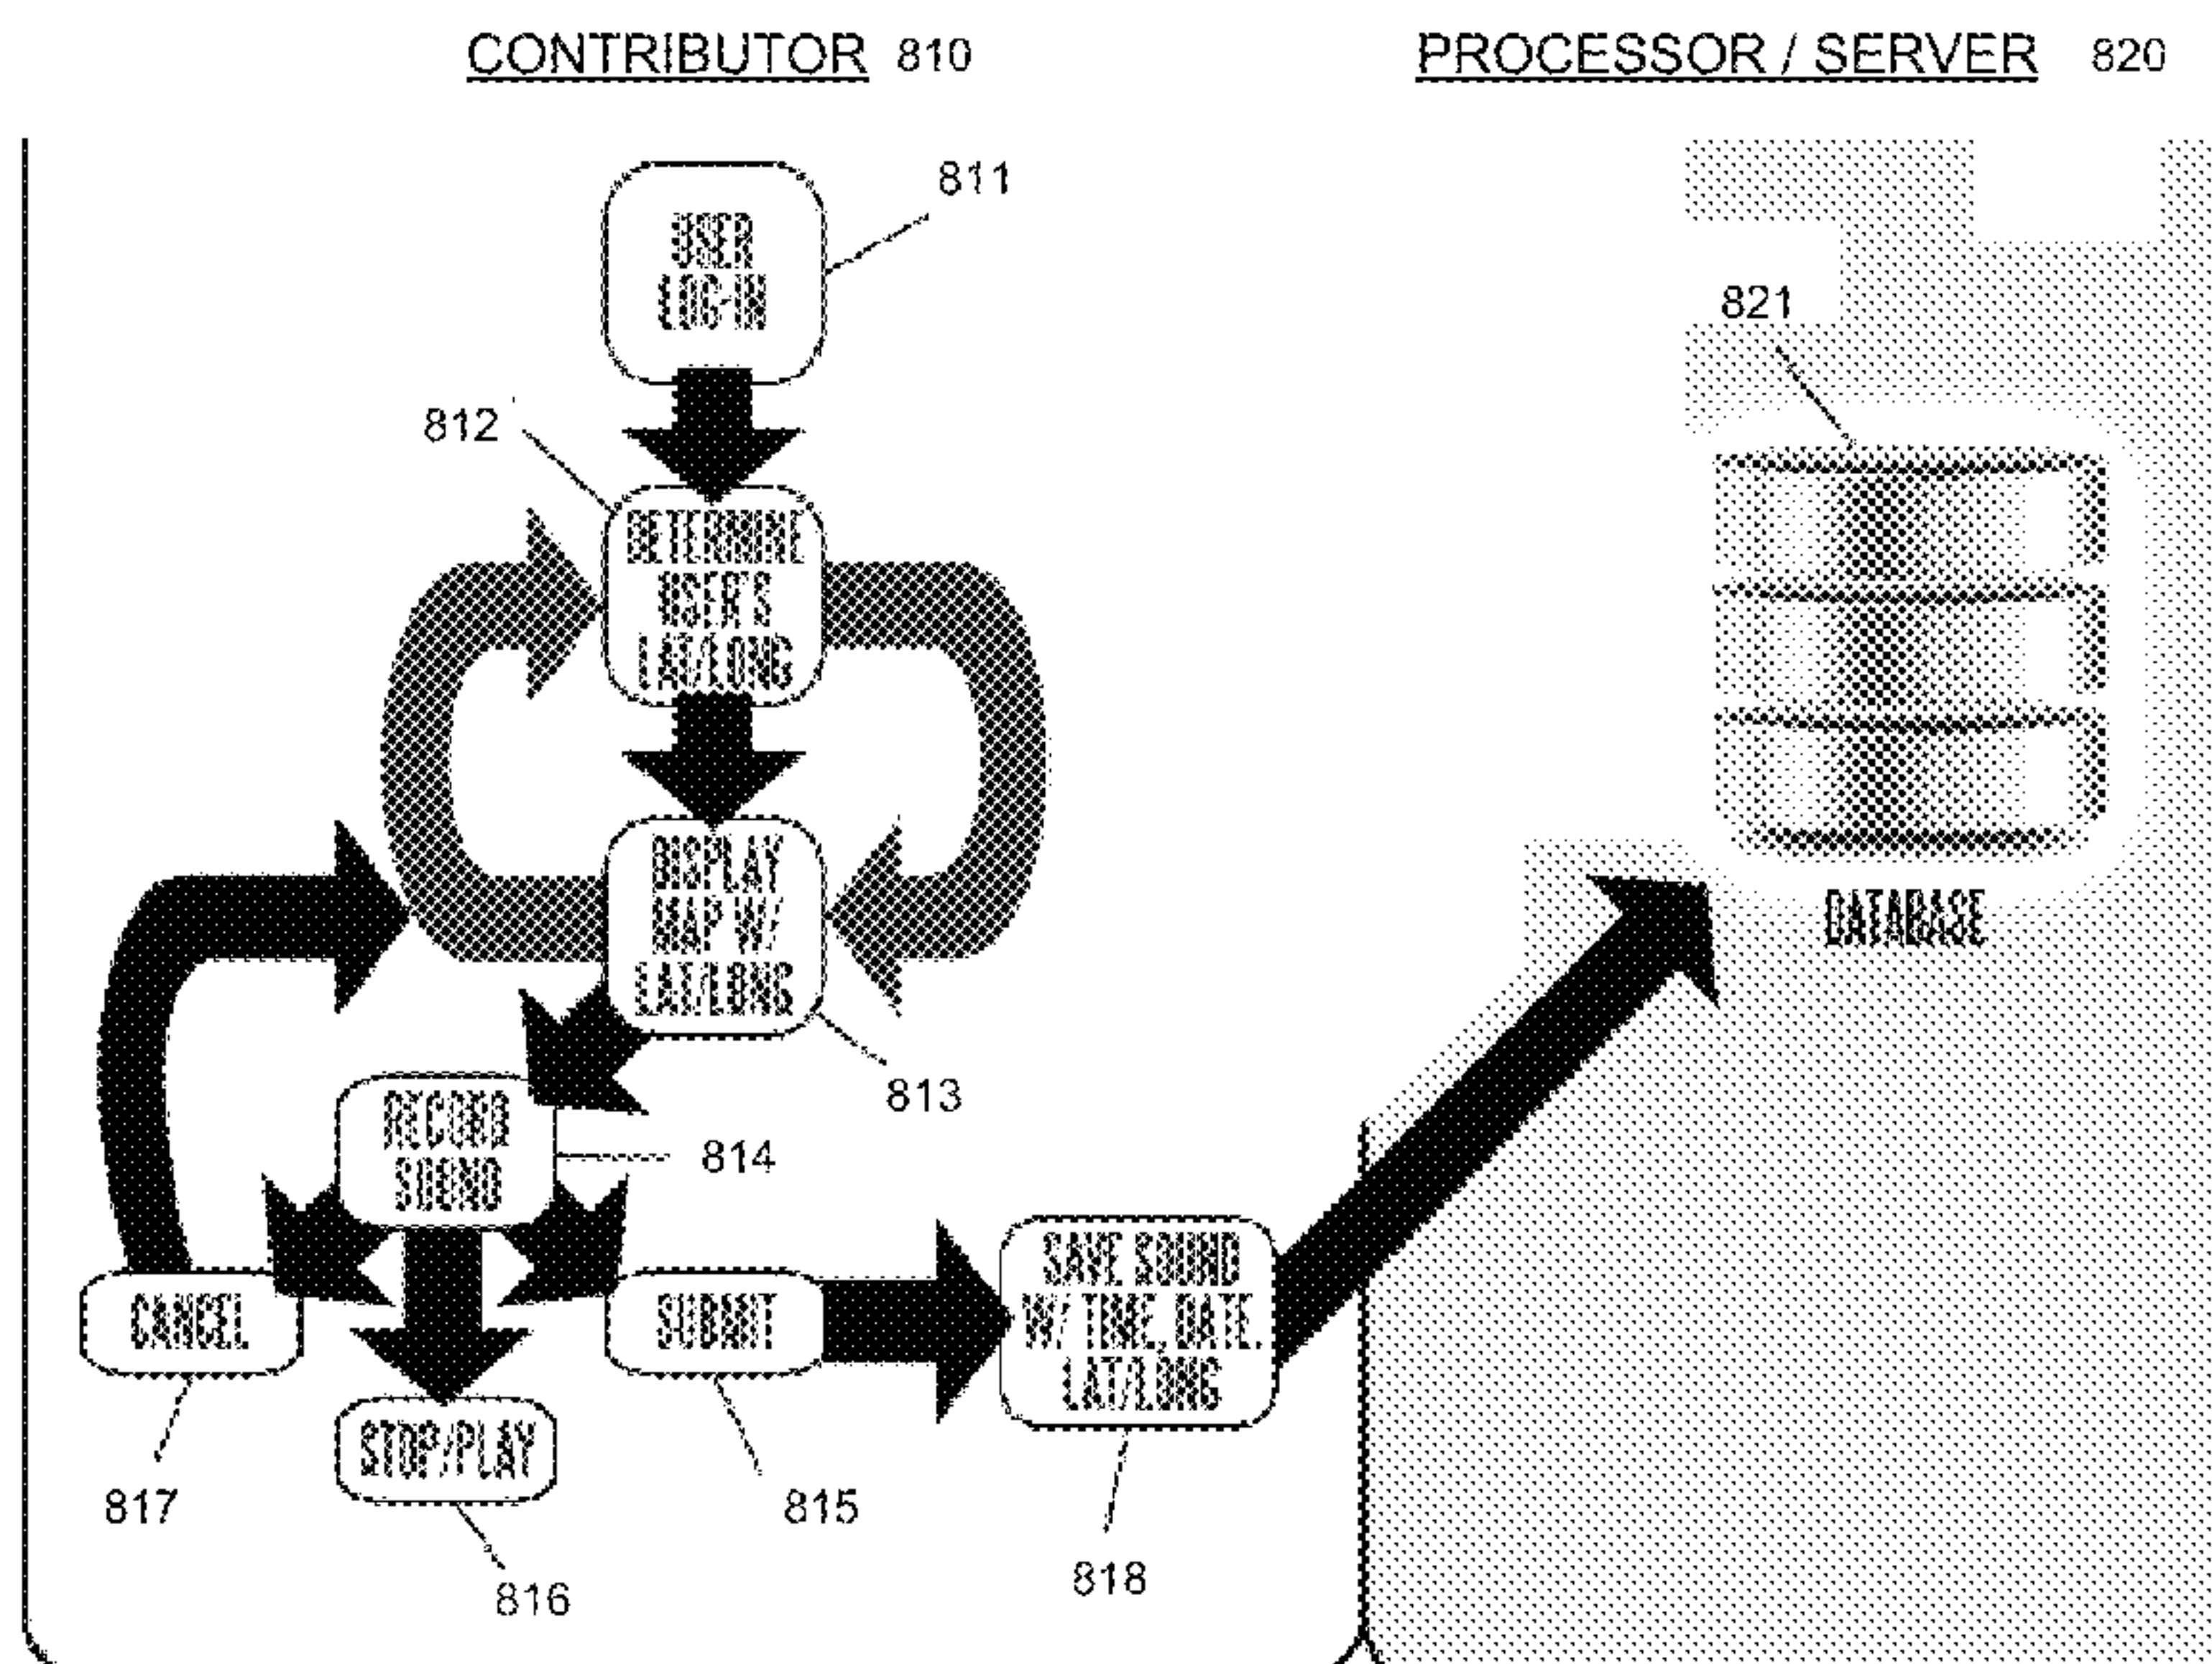 CONTRIBUTOR 810
PROCESSOR / SERVER 820
811
USER
LOG-IN
821
812
DETERMINE
USER'S
LAT/LONG
DISPLAY
MAP W/
LAT/LONG
DATABASE
813
RECORD
SOUND
814
CANCEL
SUBMIT
SAVE SOUND
W/ TIME, DATE,
LAT/LONG
STOP/PLAY
817
815
816
818